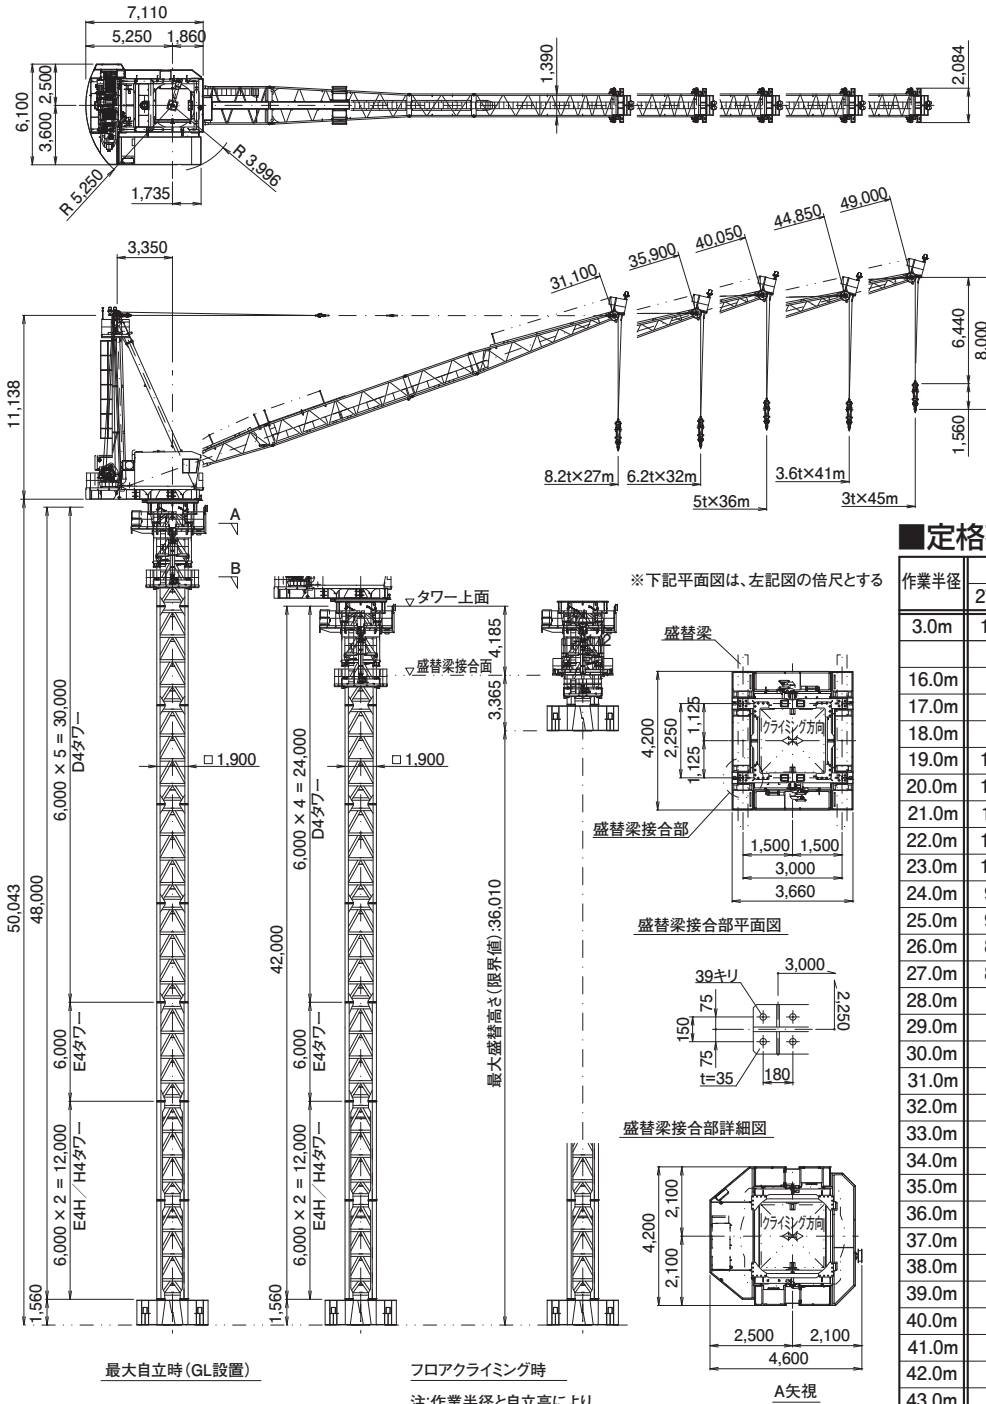 7,110
5,250
1,860
6,100
2,500
3,600
R 5,250
R 3,996
1,735
1,390
2,084
3,350
11,138
31,100
35,900
40,050
44,850
49,000
6,440
8,000
1,560
8.2t×27m
6.2t×32m
5t×36m
3.6t×41m
3t×45m
A
B
50,043
48,000
6,000 × 5 = 30,000
D4タワー
6,000
E4タワー
6,000 × 2 = 12,000
E4H/H4タワー
1,560
□1,900
最大自立時(GL設置)
タワー上面
盛替梁接合面
4,185
3,365
42,000
6,000 × 4 = 24,000
D4タワー
6,000
E4タワー
6,000 × 2 = 12,000
E4H/H4タワー
1,560
□1,900
最大盛替高さ(限界値):36,010
フロアクライミング時
注:作業半径と自立高により
※下記平面図は、左記図の倍尺とする
盛替梁
4,200
2,250
1,125
1,125
クライミング方向
盛替梁接合部
1,500
1,500
3,000
3,660
盛替梁接合部平面図
39キリ
3,000
2,250
150
75
75
t=35
180
盛替梁接合部詳細図
4,200
2,100
2,100
クライミング方向
2,500
2,100
4,600
A矢視
■定格
作業半径
3.0m
16.0m
17.0m
18.0m
19.0m
20.0m
21.0m
22.0m
23.0m
24.0m
25.0m
26.0m
27.0m
28.0m
29.0m
30.0m
31.0m
32.0m
33.0m
34.0m
35.0m
36.0m
37.0m
38.0m
39.0m
40.0m
41.0m
42.0m
43.0m